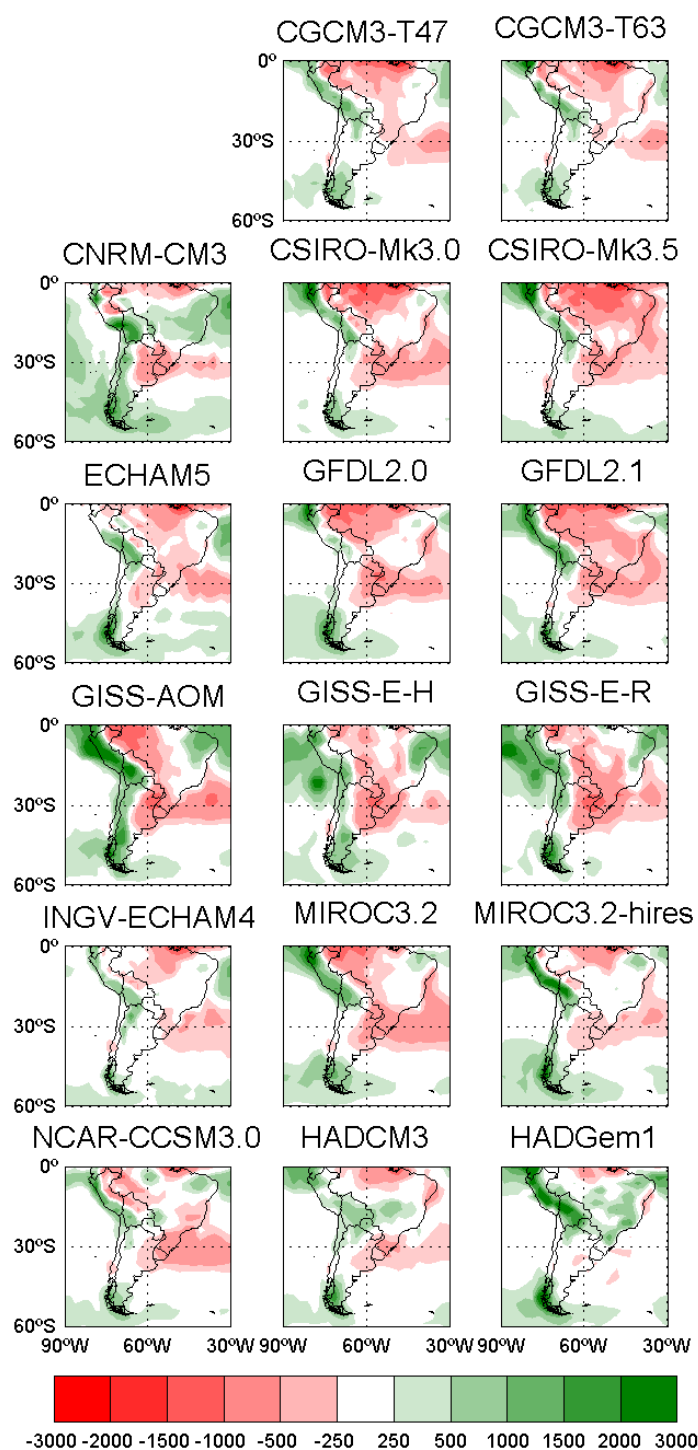 CGCM3-T47 CGCM3-T63
0º
30ºS
60ºS
CNRM-CM3 CSIRO-Mk3.0 CSIRO-Mk3.5
0º
30ºS
60ºS
ECHAM5 GFDL2.0 GFDL2.1
0º
30ºS
60ºS
GISS-AOM GISS-E-H GISS-E-R
0º
30ºS
60ºS
INGV-ECHAM4 MIROC3.2 MIROC3.2-hires
0º
30ºS
60ºS
NCAR-CCSM3.0 HADCM3 HADGem1
0º
30ºS
60ºS
90ºW 60ºW 30ºW 90ºW 60ºW 30ºW 90ºW 60ºW 30ºW
-3000 -2000 -1500 -1000 -500 -250 250 500 1000 1500 2000 3000